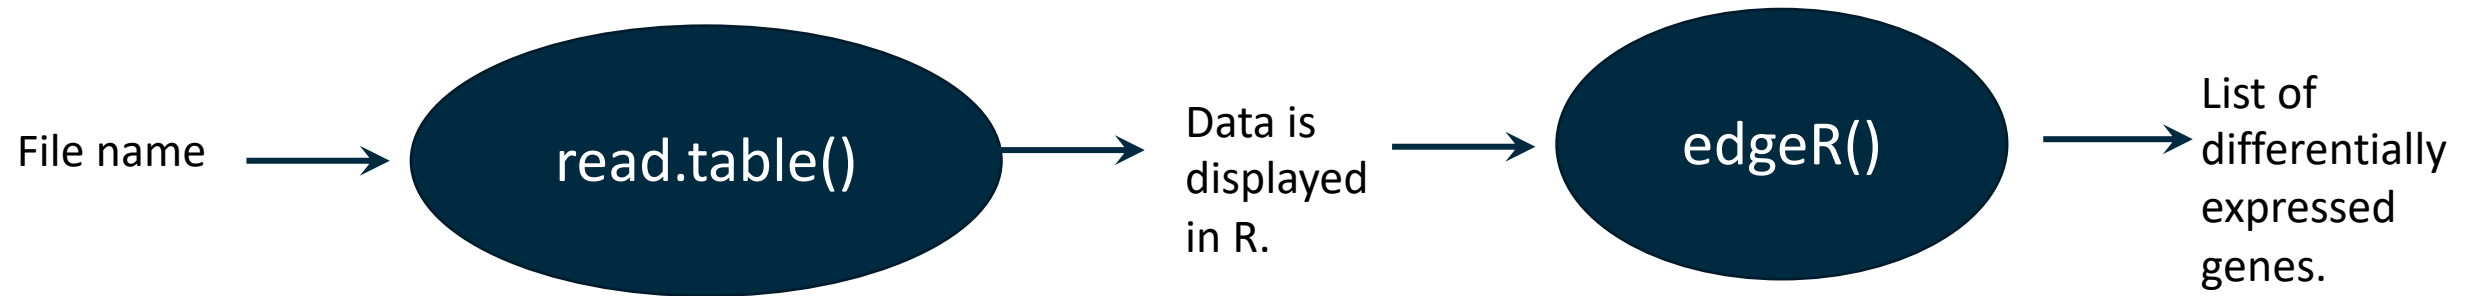 File name
read.table()
Data is
displayed
in R.
edgeR()
List of
differentially
expressed
genes.